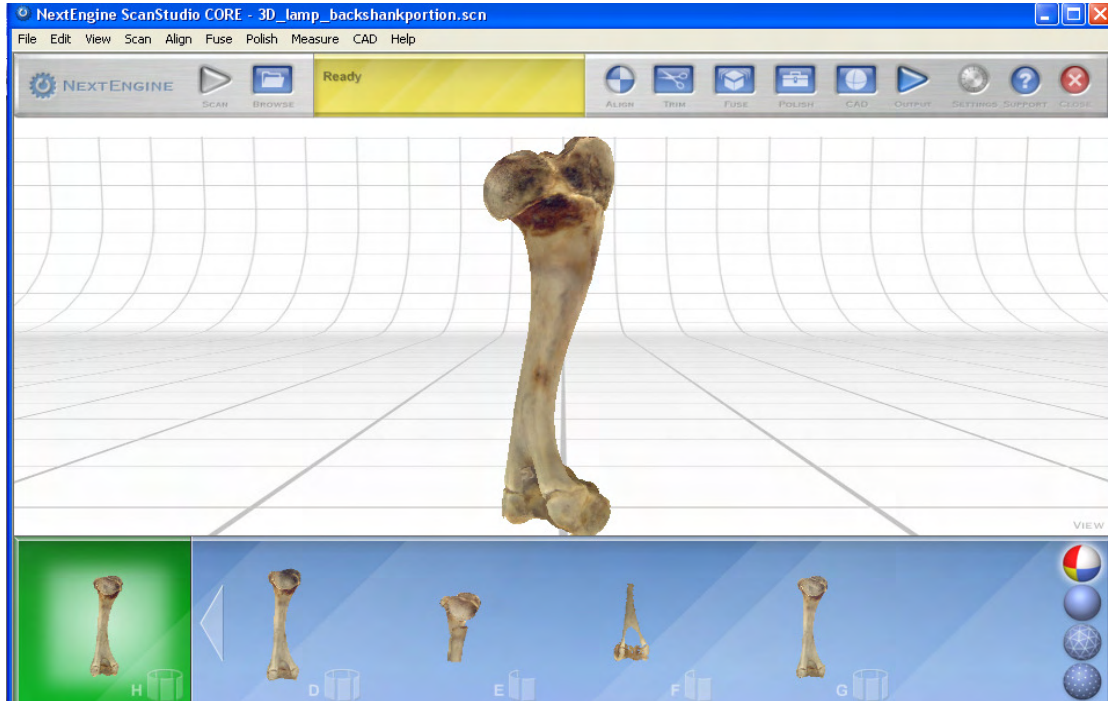 NextEngine ScanStudio CORE - 3D_lamp_backshankportion.scn
File Edit View Scan Align Fuse Polish Measure CAD Help
NEXTENGINE SCAN BROWSE Ready ALIGN TRIM FUSE POLISH CAD OUTPUT SETTINGS SUPPORT CLOSE
VIEW
H D E F G